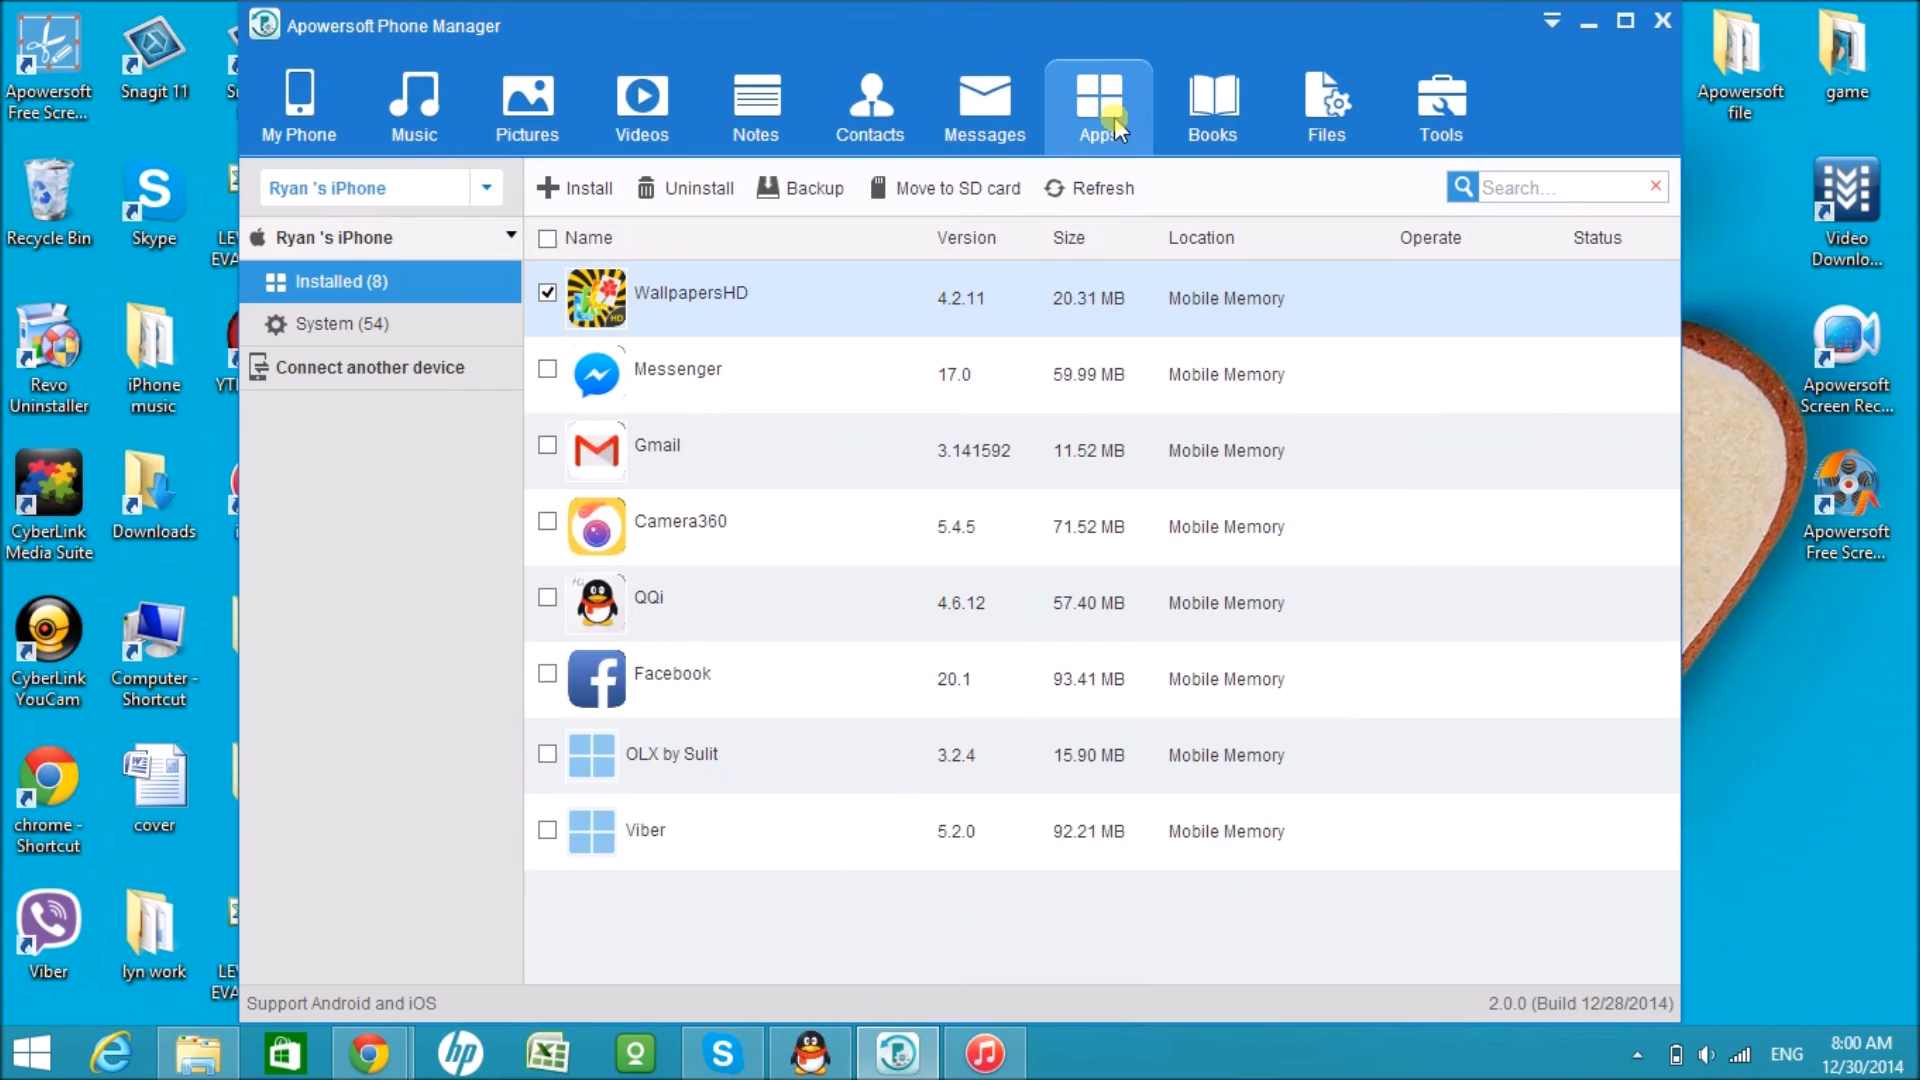 Apowersoft Phone Manager
My Phone
Music
Pictures
Videos
Notes
Contacts
Messages
Apps
Books
Files
Tools
Ryan 's iPhone
Install
Uninstall
Backup
Move to SD card
Refresh
Search...
Ryan 's iPhone
Installed (8)
System (54)
Connect another device
Name Version Size Location Operate Status
WallpapersHD 4.2.11 20.31 MB Mobile Memory
Messenger 17.0 59.99 MB Mobile Memory
Gmail 3.141592 11.52 MB Mobile Memory
Camera360 5.4.5 71.52 MB Mobile Memory
QQi 4.6.12 57.40 MB Mobile Memory
Facebook 20.1 93.41 MB Mobile Memory
OLX by Sulit 3.2.4 15.90 MB Mobile Memory
Viber 5.2.0 92.21 MB Mobile Memory
Support Android and iOS
2.0.0 (Build 12/28/2014)
Apowersoft
Free Scre...
Snagit 11
Recycle Bin
Skype
LE
EVA
Revo
Uninstaller
iPhone
music
YT
CyberLink
Media Suite
Downloads
CyberLink
YouCam
Computer -
Shortcut
chrome -
Shortcut
cover
Viber
lyn work
LE
EVA
Apowersoft
file
game
Video
Downlo...
Apowersoft
Screen Rec...
Apowersoft
Free Scre...
HD
hp
ENG
8:00 AM
12/30/2014